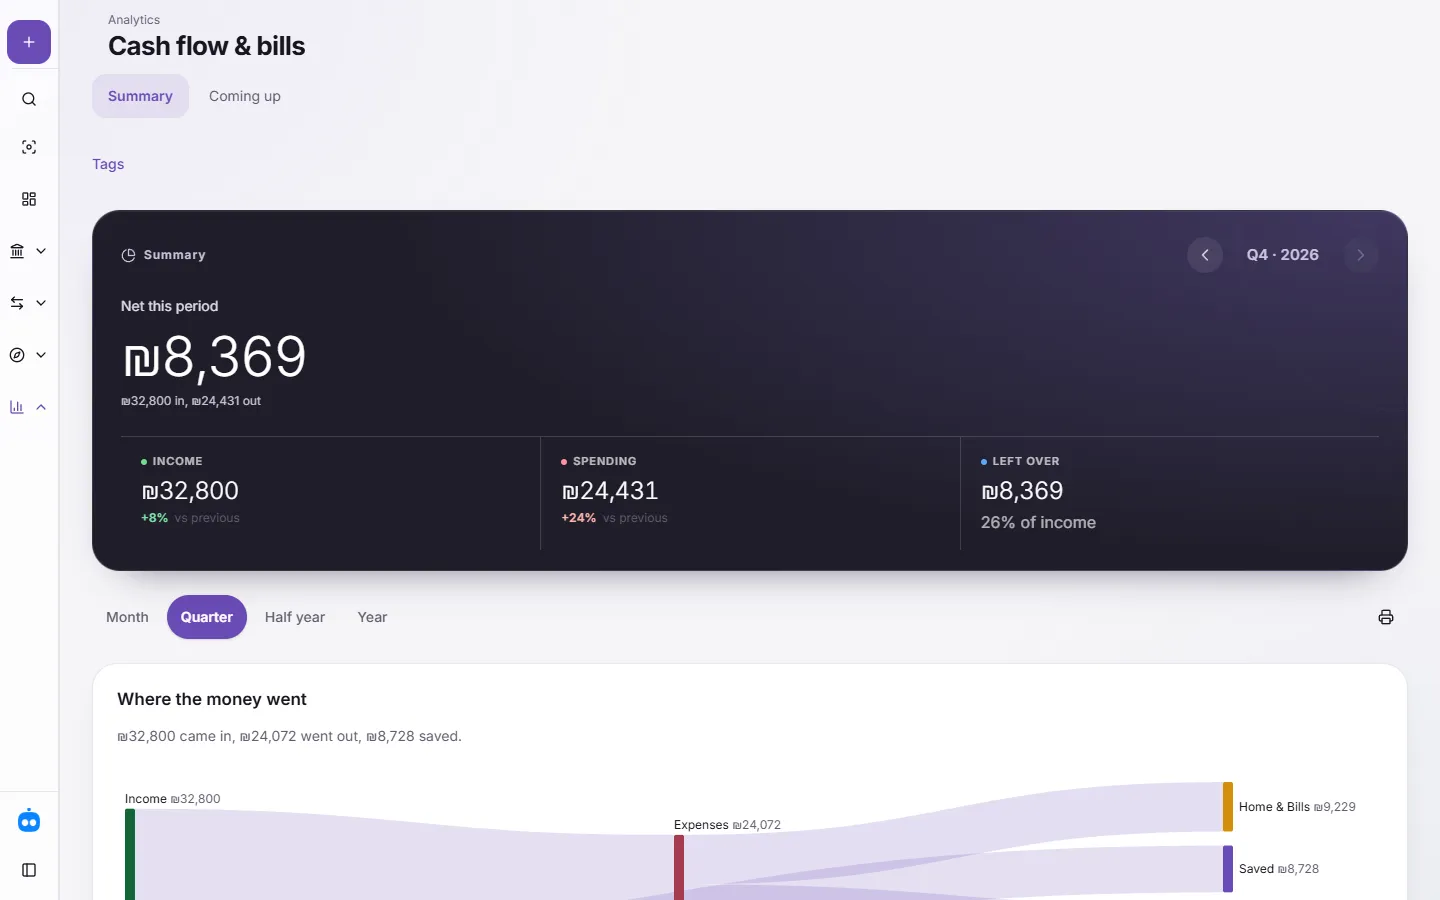 Analytics
Cash flow & bills
Summary
Coming up
Tags
Summary
Q4 · 2026
Net this period
₪8,369
₪32,800 in, ₪24,431 out
INCOME
₪32,800
+8% vs previous
SPENDING
₪24,431
+24% vs previous
LEFT OVER
₪8,369
26% of income
Month
Quarter
Half year
Year
Where the money went
₪32,800 came in, ₪24,072 went out, ₪8,728 saved.
Income ₪32,800
Expenses ₪24,072
Home & Bills ₪9,229
Saved ₪8,728